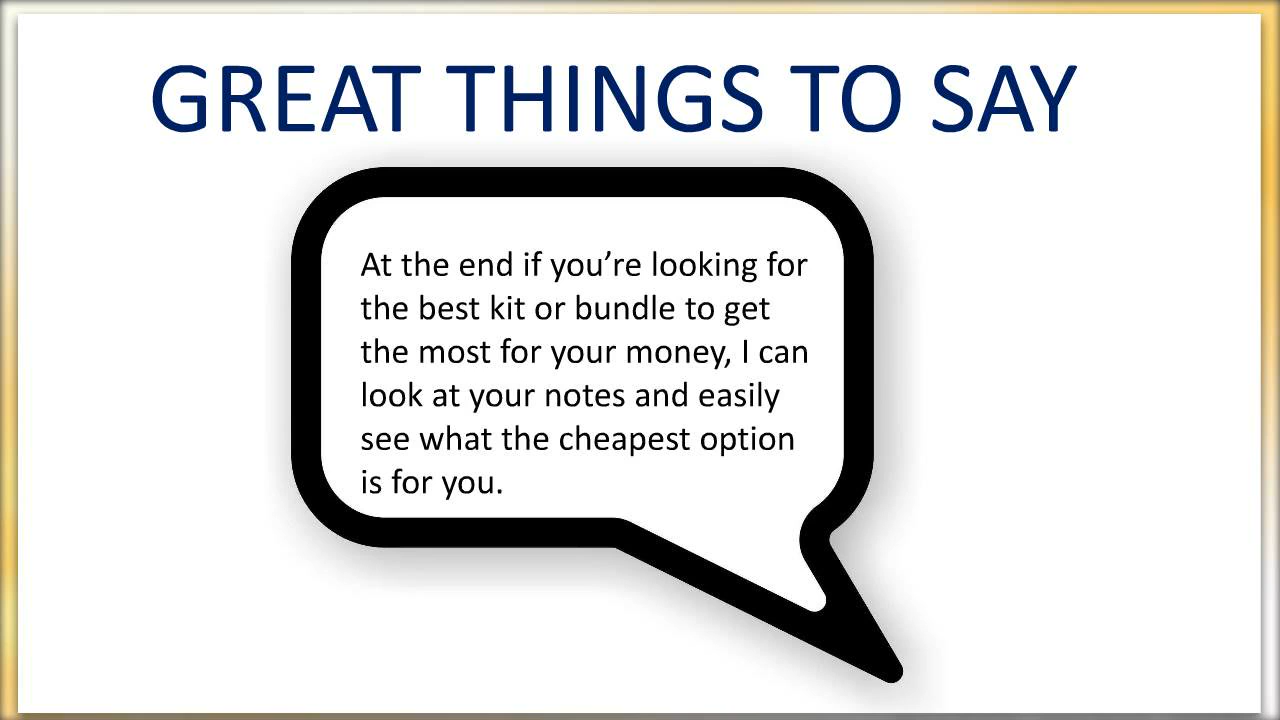 GREAT THINGS TO SAY
At the end if you’re looking for
the best kit or bundle to get
the most for your money, I can
look at your notes and easily
see what the cheapest option
is for you.